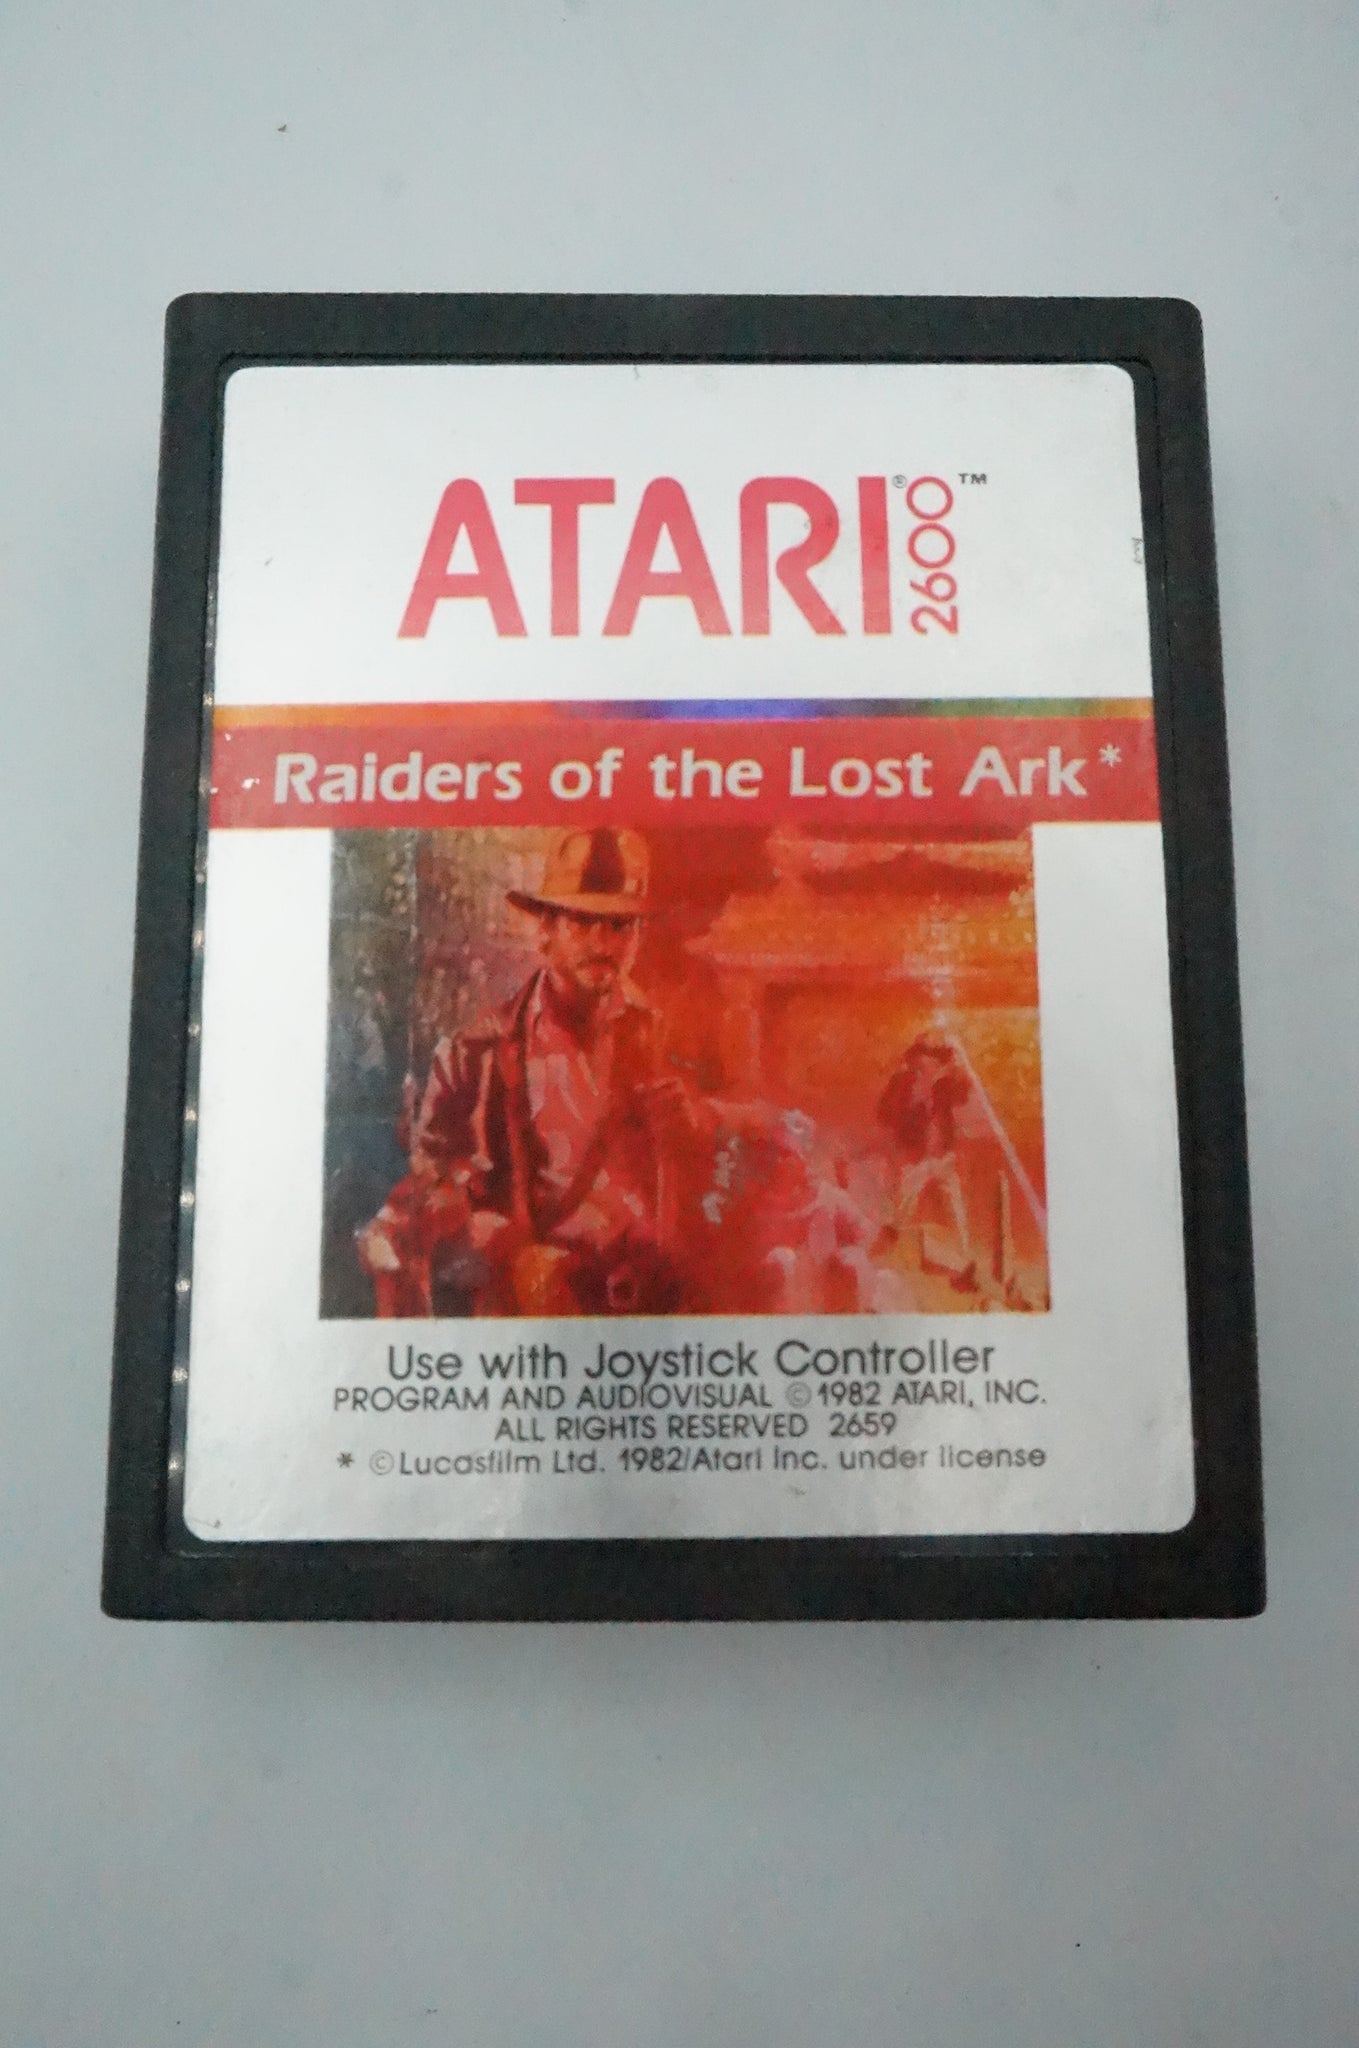 ATARI® 2600™
Raiders of the Lost Ark*
Use with Joystick Controller
PROGRAM AND AUDIOVISUAL © 1982 ATARI, INC.
ALL RIGHTS RESERVED 2659
* © Lucasfilm Ltd. 1982/Atari Inc. under license